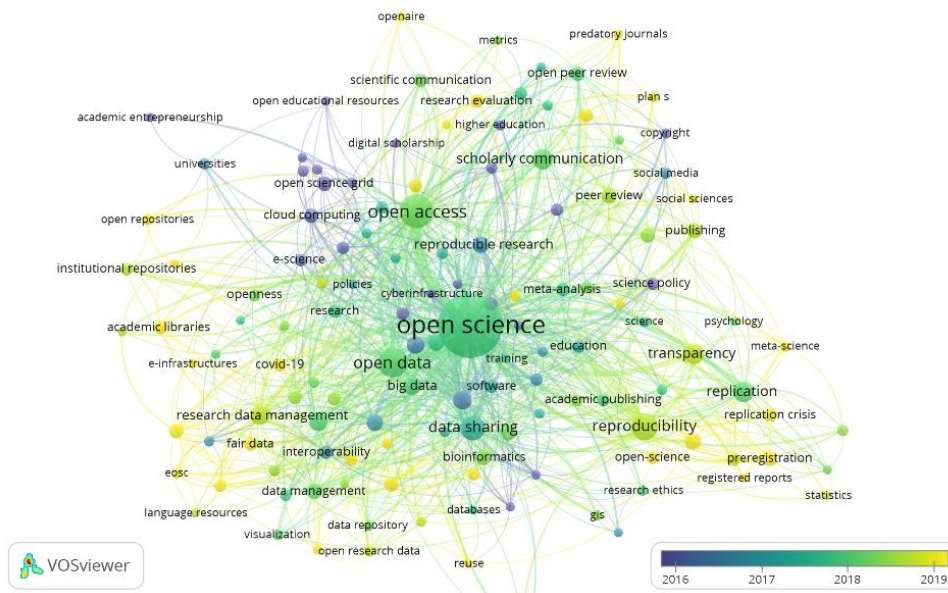 openaire
predatory journals
metrics
open peer review
scientific communication
open educational resources
research evaluation
plan s
academic entrepreneurship
higher education
copyright
digital scholarship
universities
scholarly communication
social media
open science grid
peer review
social sciences
open repositories
cloud computing
open access
publishing
reproducible research
e-science
institutional repositories
policies
science policy
openness
cyberinfrastructure
meta-analysis
research
academic libraries
open science
science
psychology
e-infrastructures
covid-19
open data
training
education
transparency
meta-science
big data
software
replication
academic publishing
research data management
data sharing
reproducibility
replication crisis
fair data
interoperability
bioinformatics
open-science
preregistration
eosc
registered reports
data management
research ethics
statistics
language resources
databases
gis
visualization
data repository
open research data
reuse
VOSviewer
2016 2017 2018 2019